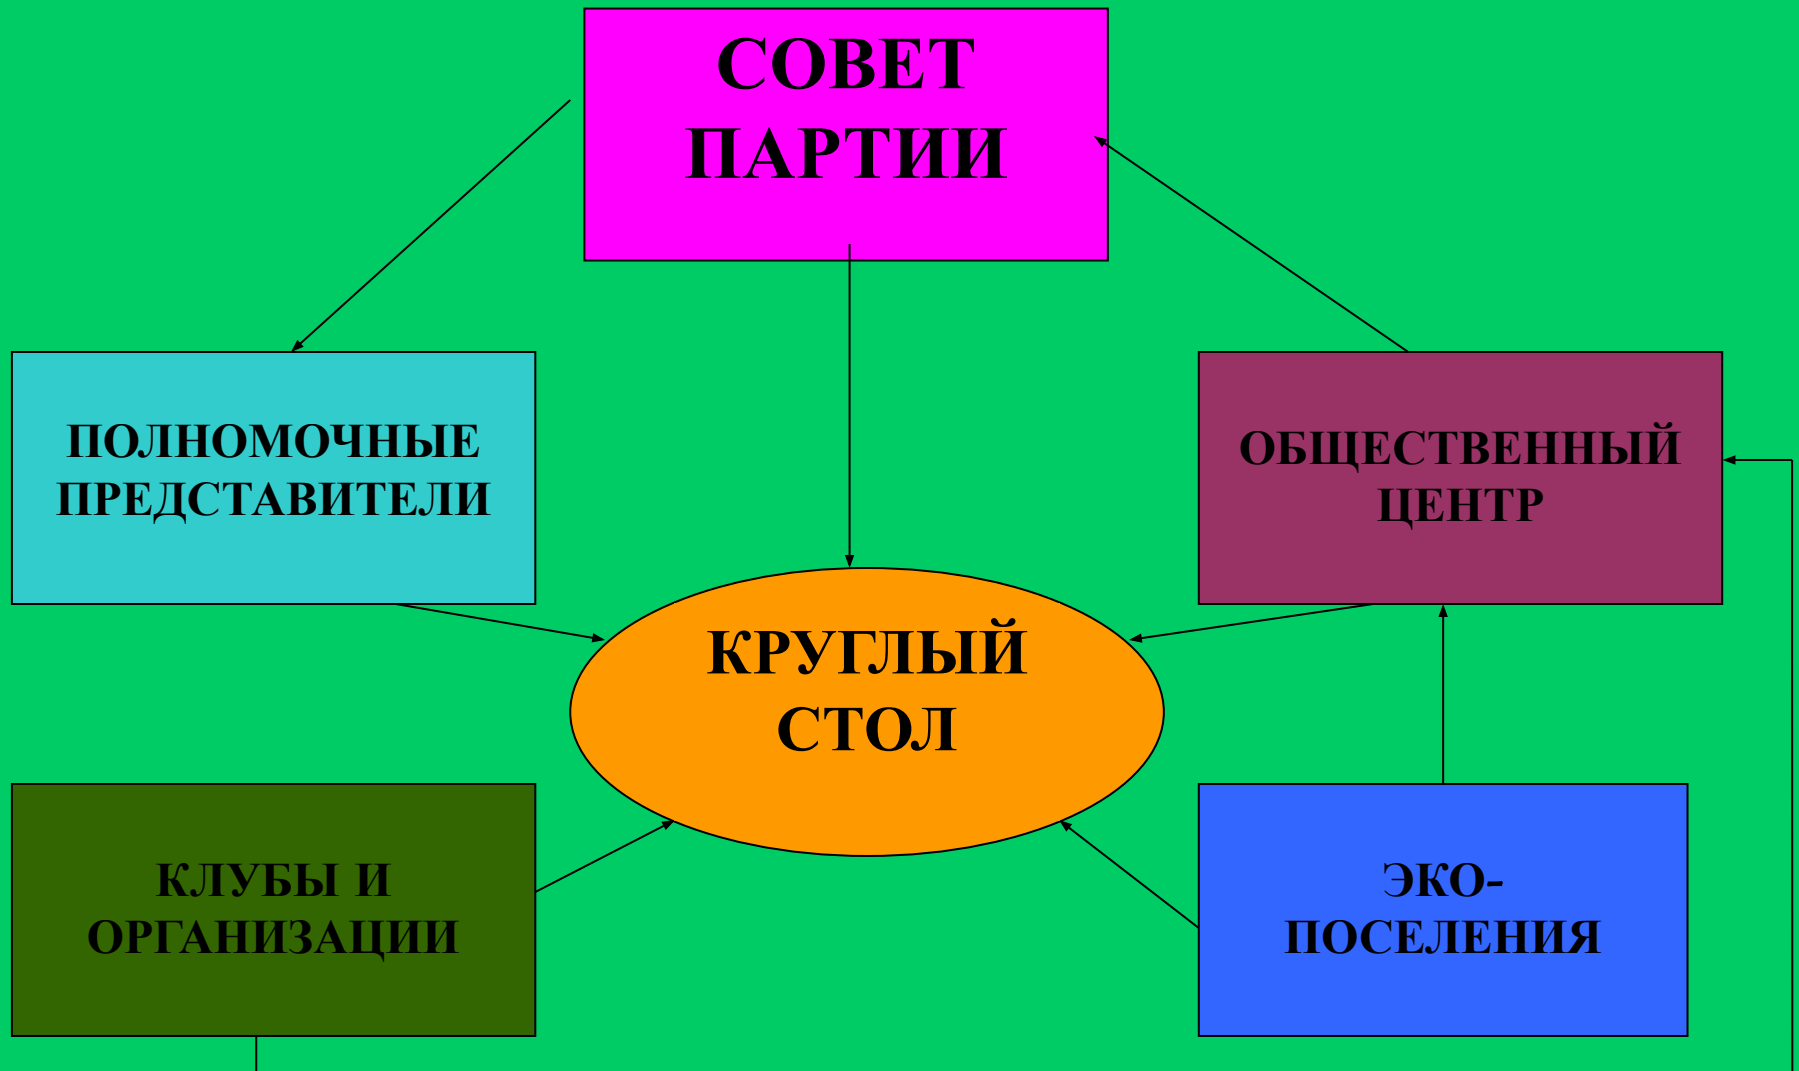 СОВЕТ
ПАРТИИ
ПОЛНОМОЧНЫЕ
ПРЕДСТАВИТЕЛИ
ОБЩЕСТВЕННЫЙ
ЦЕНТР
КРУГЛЫЙ
СТОЛ
КЛУБЫ И
ОРГАНИЗАЦИИ
ЭКО-
ПОСЕЛЕНИЯ